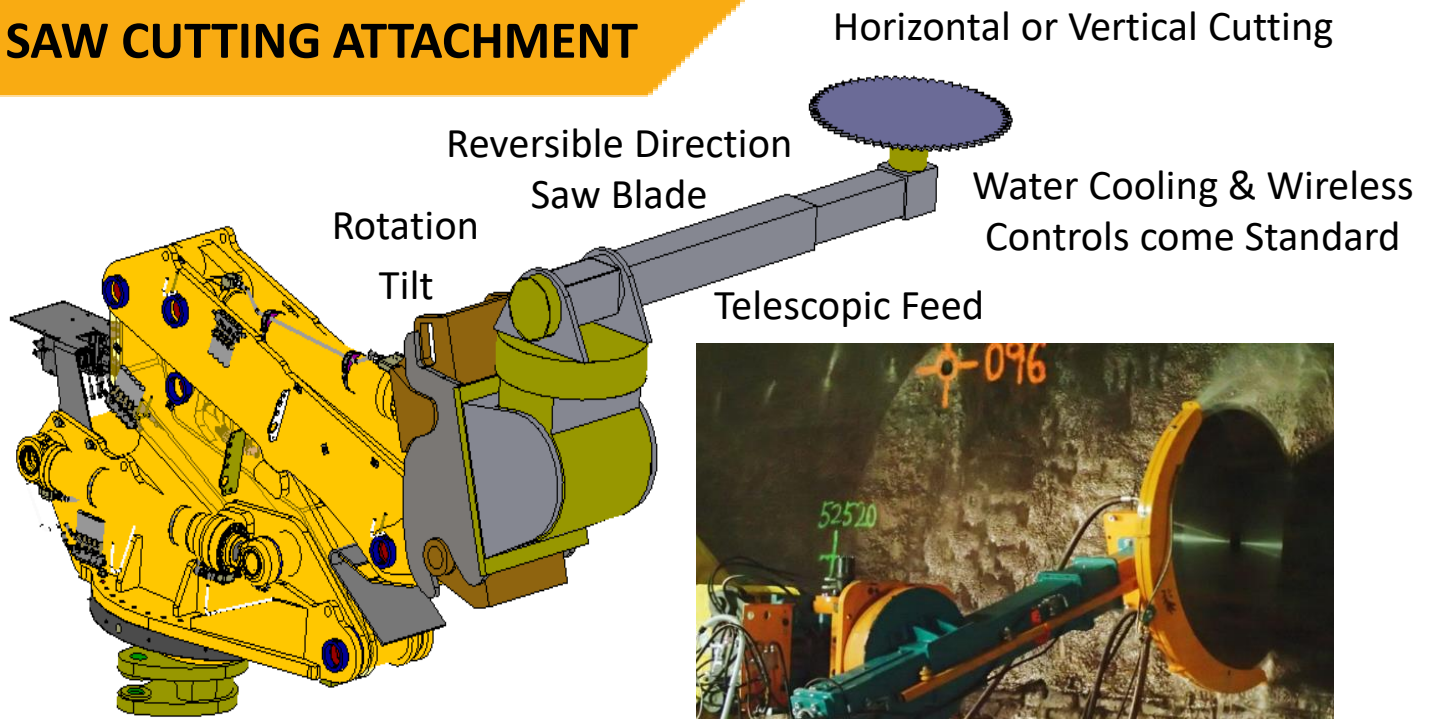 SAW CUTTING ATTACHMENT
Horizontal or Vertical Cutting
Reversible Direction
Saw Blade
Water Cooling & Wireless
Controls come Standard
Rotation
Tilt
Telescopic Feed
096
52520